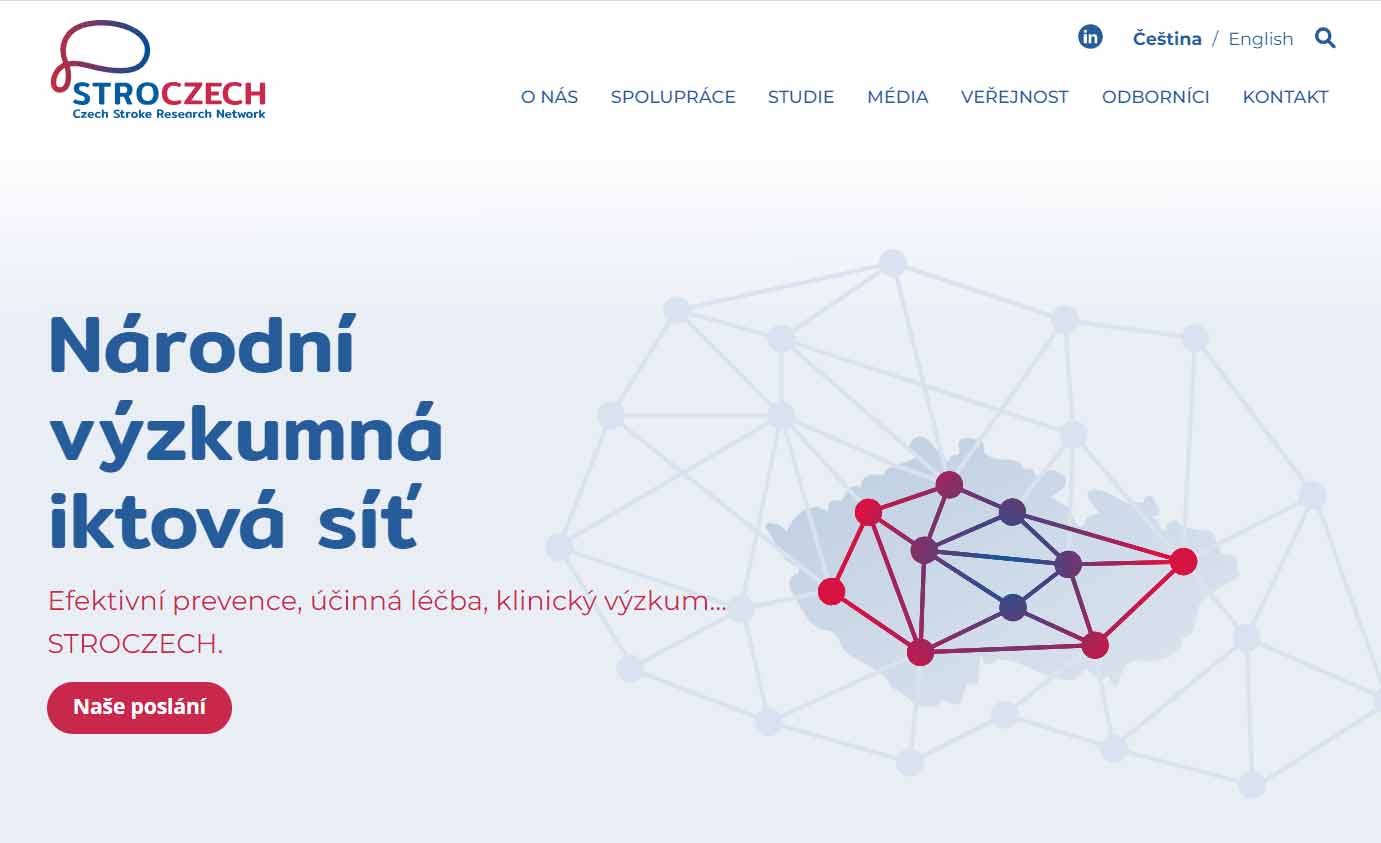 STROCZECH
Czech Stroke Research Network
in
Čeština / English
O NÁS SPOLUPRÁCE STUDIE MÉDIA VEŘEJNOST ODBORNÍCI KONTAKT
Národní
výzkumná
iktová síť
Efektivní prevence, účinná léčba, klinický výzkum...
STROCZECH.
Naše poslání